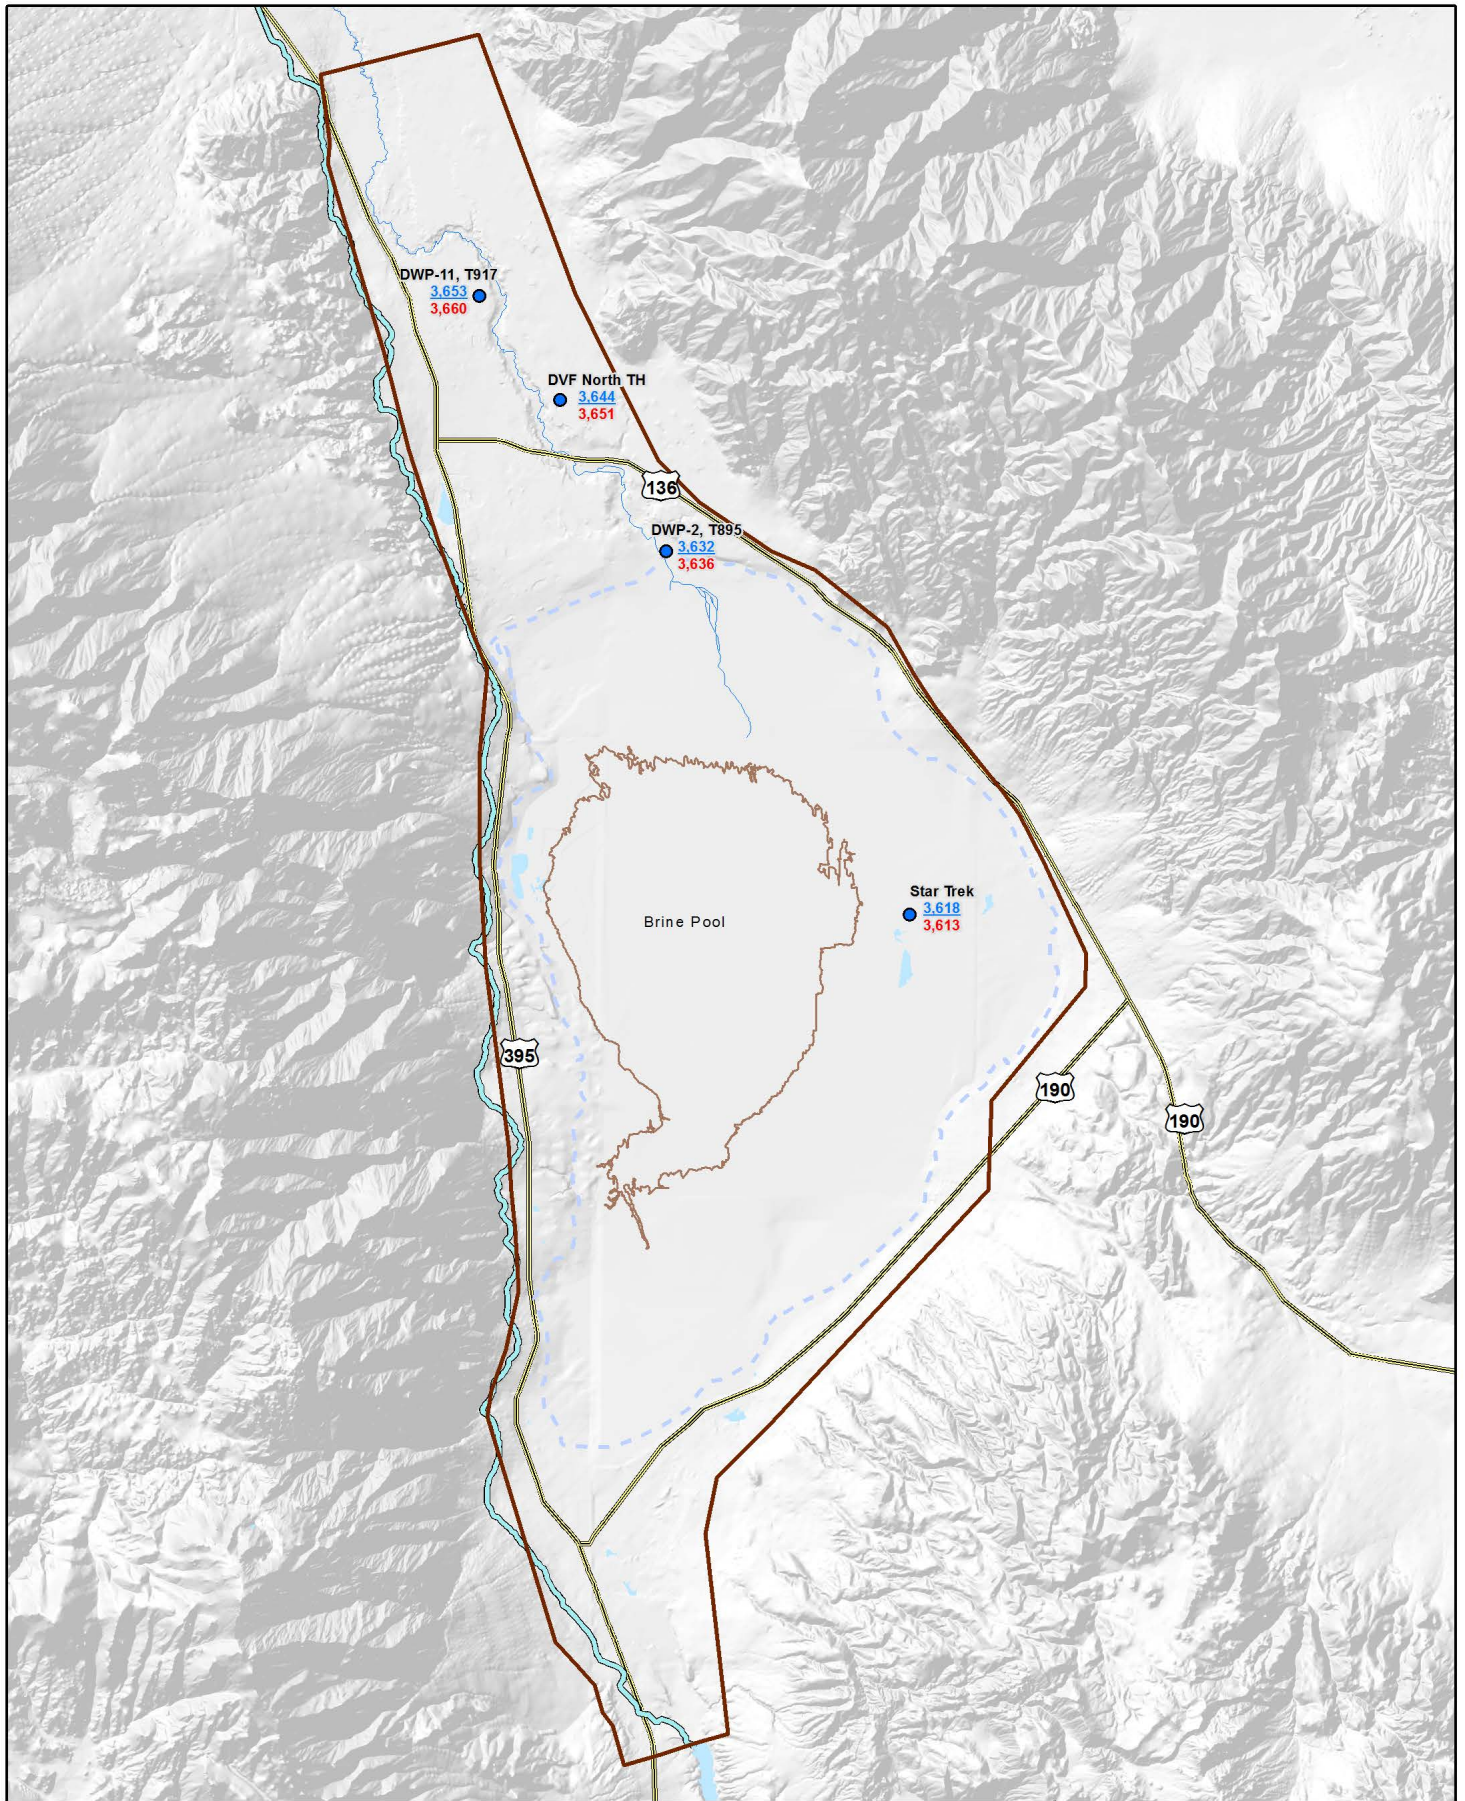 DWP-11, T917
3,653
3,660
DVF North TH
3,644
3,651
136
DWP-2, T895
3,632
3,636
Star Trek
3,618
3,613
Brine Pool
395
190
190